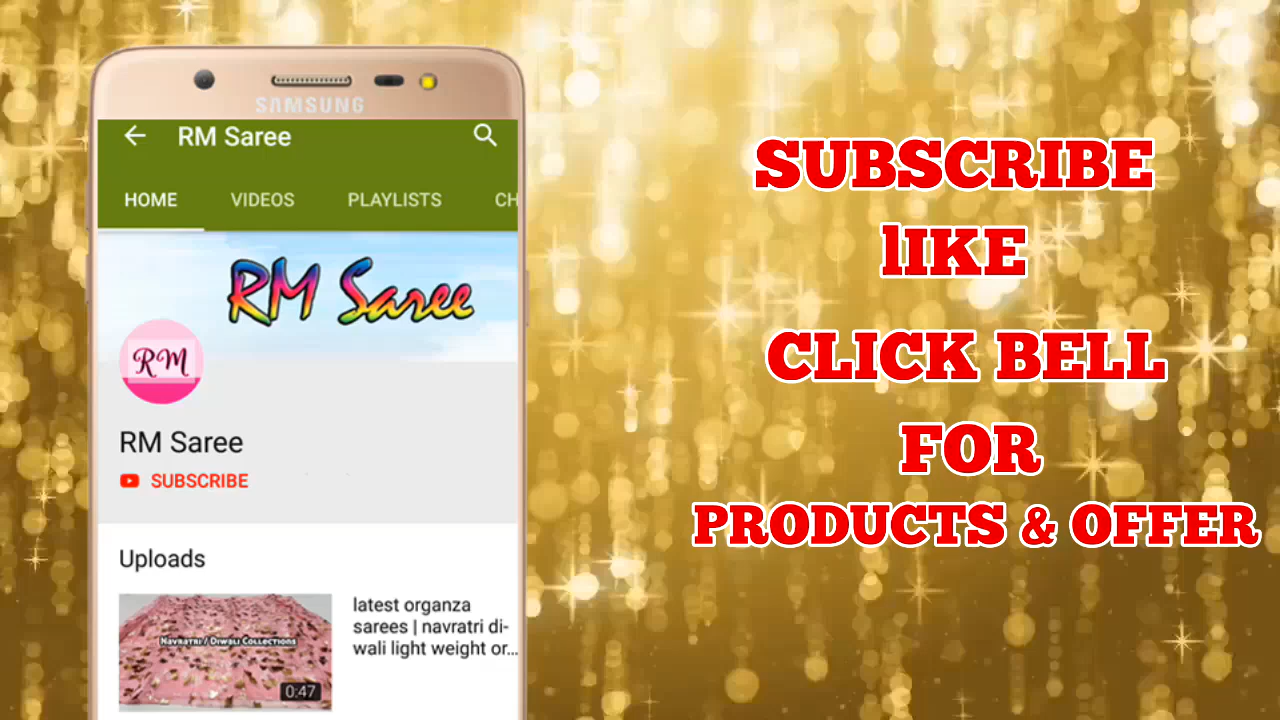 SAMSUNG
RM Saree
HOME VIDEOS PLAYLISTS CH
RM Saree
RM
RM Saree
SUBSCRIBE
Uploads
Navratri / Diwali Collections
0:47
latest organza
sarees | navratri di-
wali light weight or...
SUBSCRIBE
lIKE
CLICK BELL
FOR
PRODUCTS & OFFER